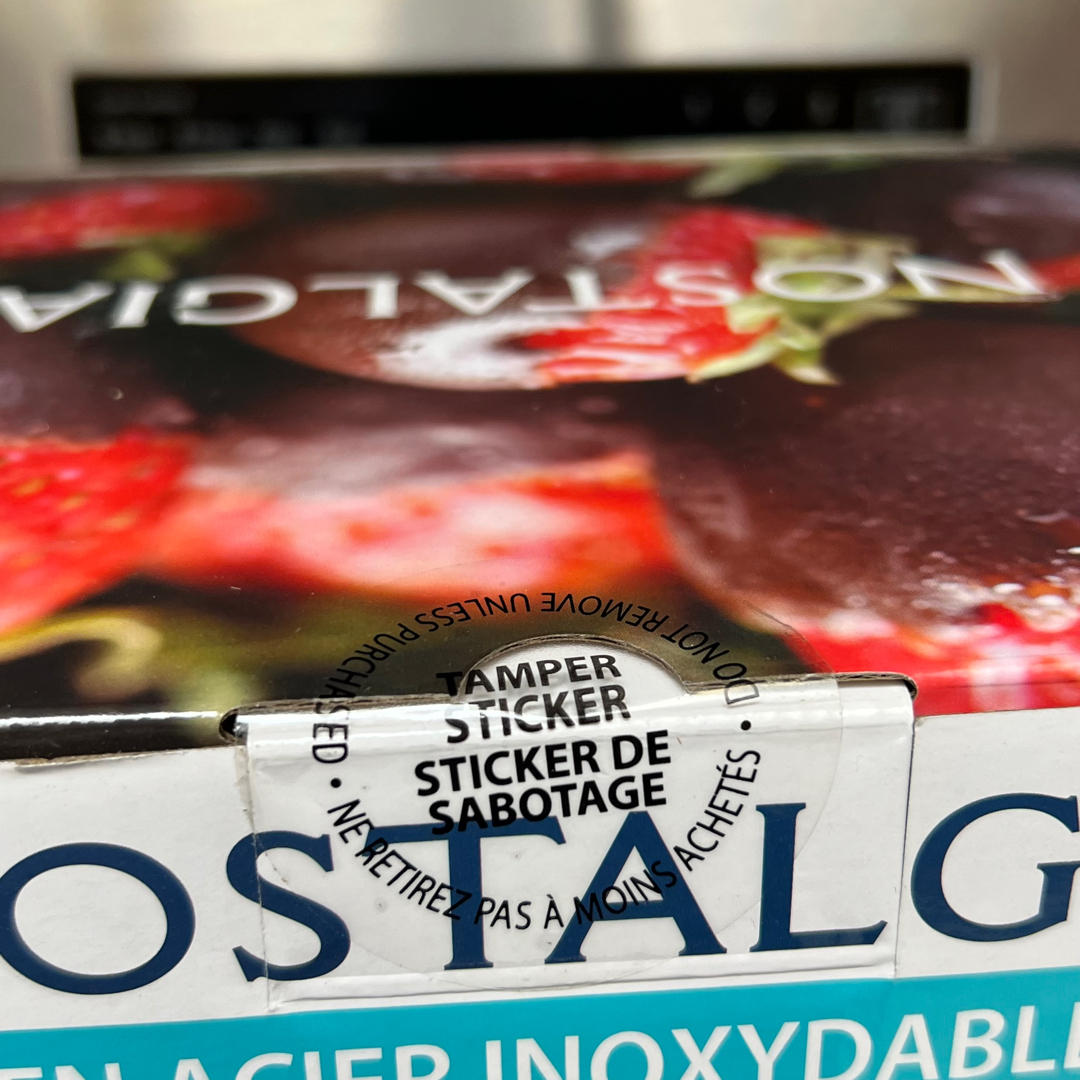 NOSTALGIA
DO NOT REMOVE UNLESS PURCHASED •
TAMPER
STICKER
STICKER DE
SABOTAGE
NE RETIREZ PAS À MOINS ACHETÉS •
OSTALG
EN ACIER INOXYDABLE